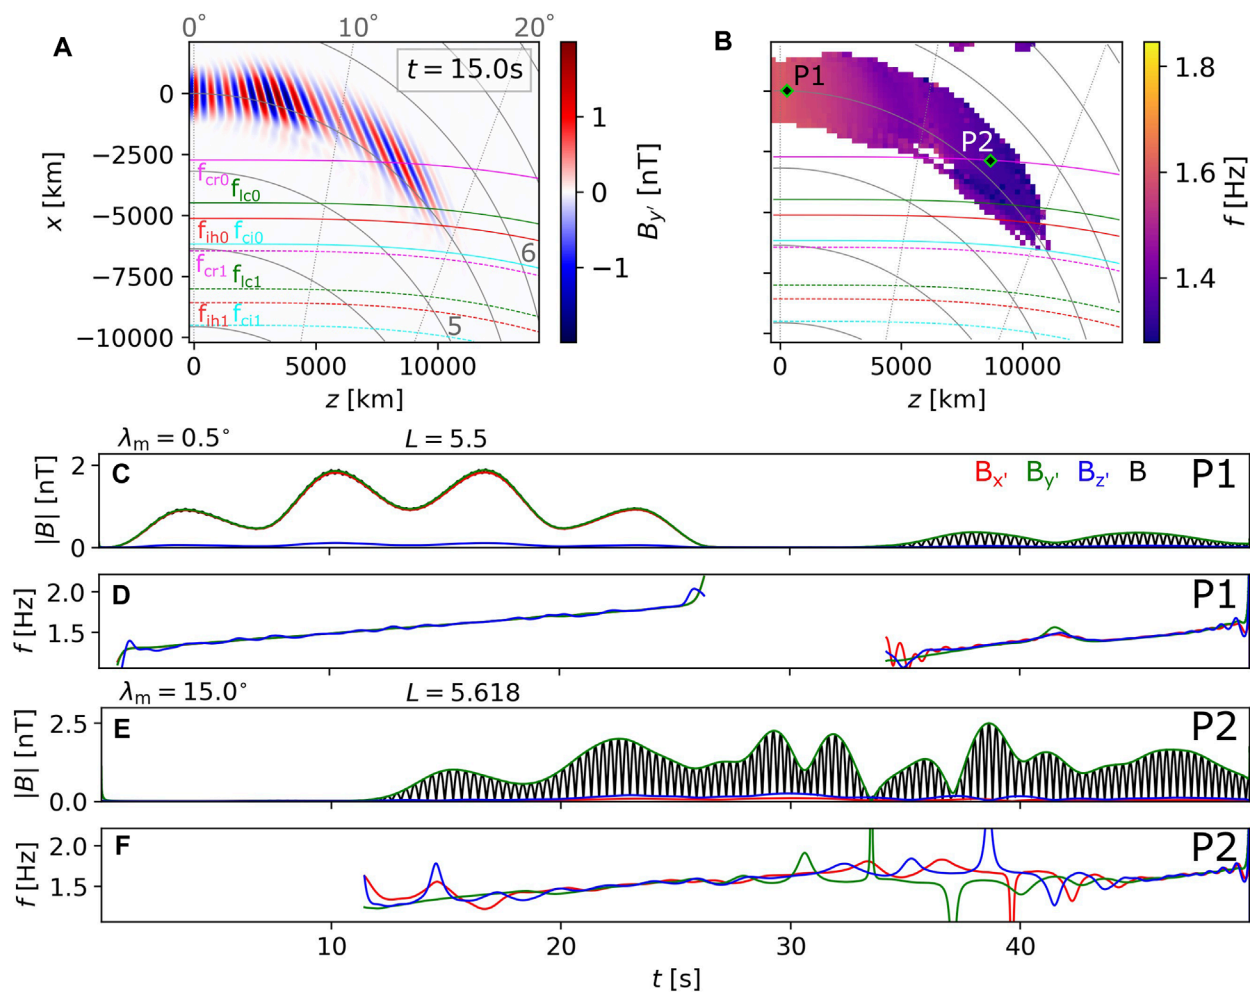 A
0° 10° 20°
t = 15.0s
0
−2500
−5000
−7500
−10000
x [km]
f_cr0 f_lc0
f_ih0 f_ci0
f_cr1 f_lc1
f_ih1 f_ci1
6
5
0 5000 10000
z [km]
1
0
−1
B_y' [nT]
B
P1
P2
0 5000 10000
z [km]
1.8
1.6
1.4
f [Hz]
λ_m = 0.5° L = 5.5
C
B_x' B_y' B_z' B P1
2
0
|B| [nT]
D P1
2.0
1.5
f [Hz]
λ_m = 15.0° L = 5.618
E P2
2.5
0.0
|B| [nT]
F P2
2.0
1.5
f [Hz]
10 20 30 40
t [s]